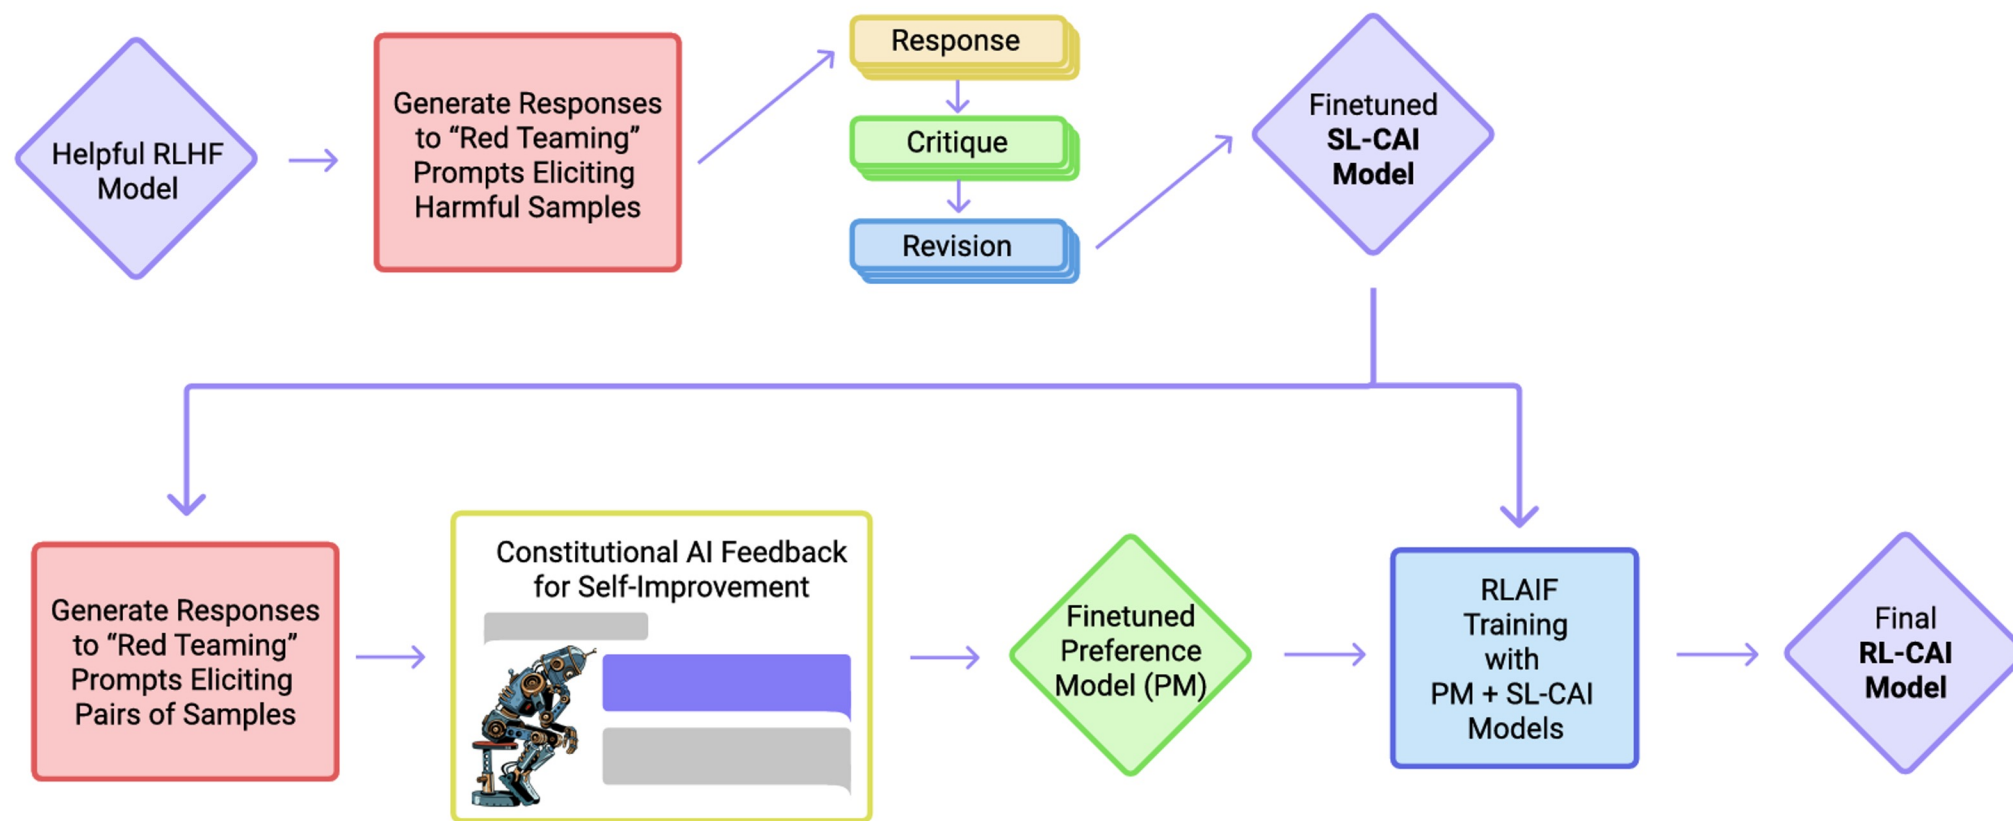 Helpful RLHF
Model
Generate Responses
to “Red Teaming”
Prompts Eliciting
Harmful Samples
Response
Critique
Revision
Finetuned
SL-CAI
Model
Generate Responses
to “Red Teaming”
Prompts Eliciting
Pairs of Samples
Constitutional AI Feedback
for Self-Improvement
Finetuned
Preference
Model (PM)
RLAIF
Training
with
PM + SL-CAI
Models
Final
RL-CAI
Model